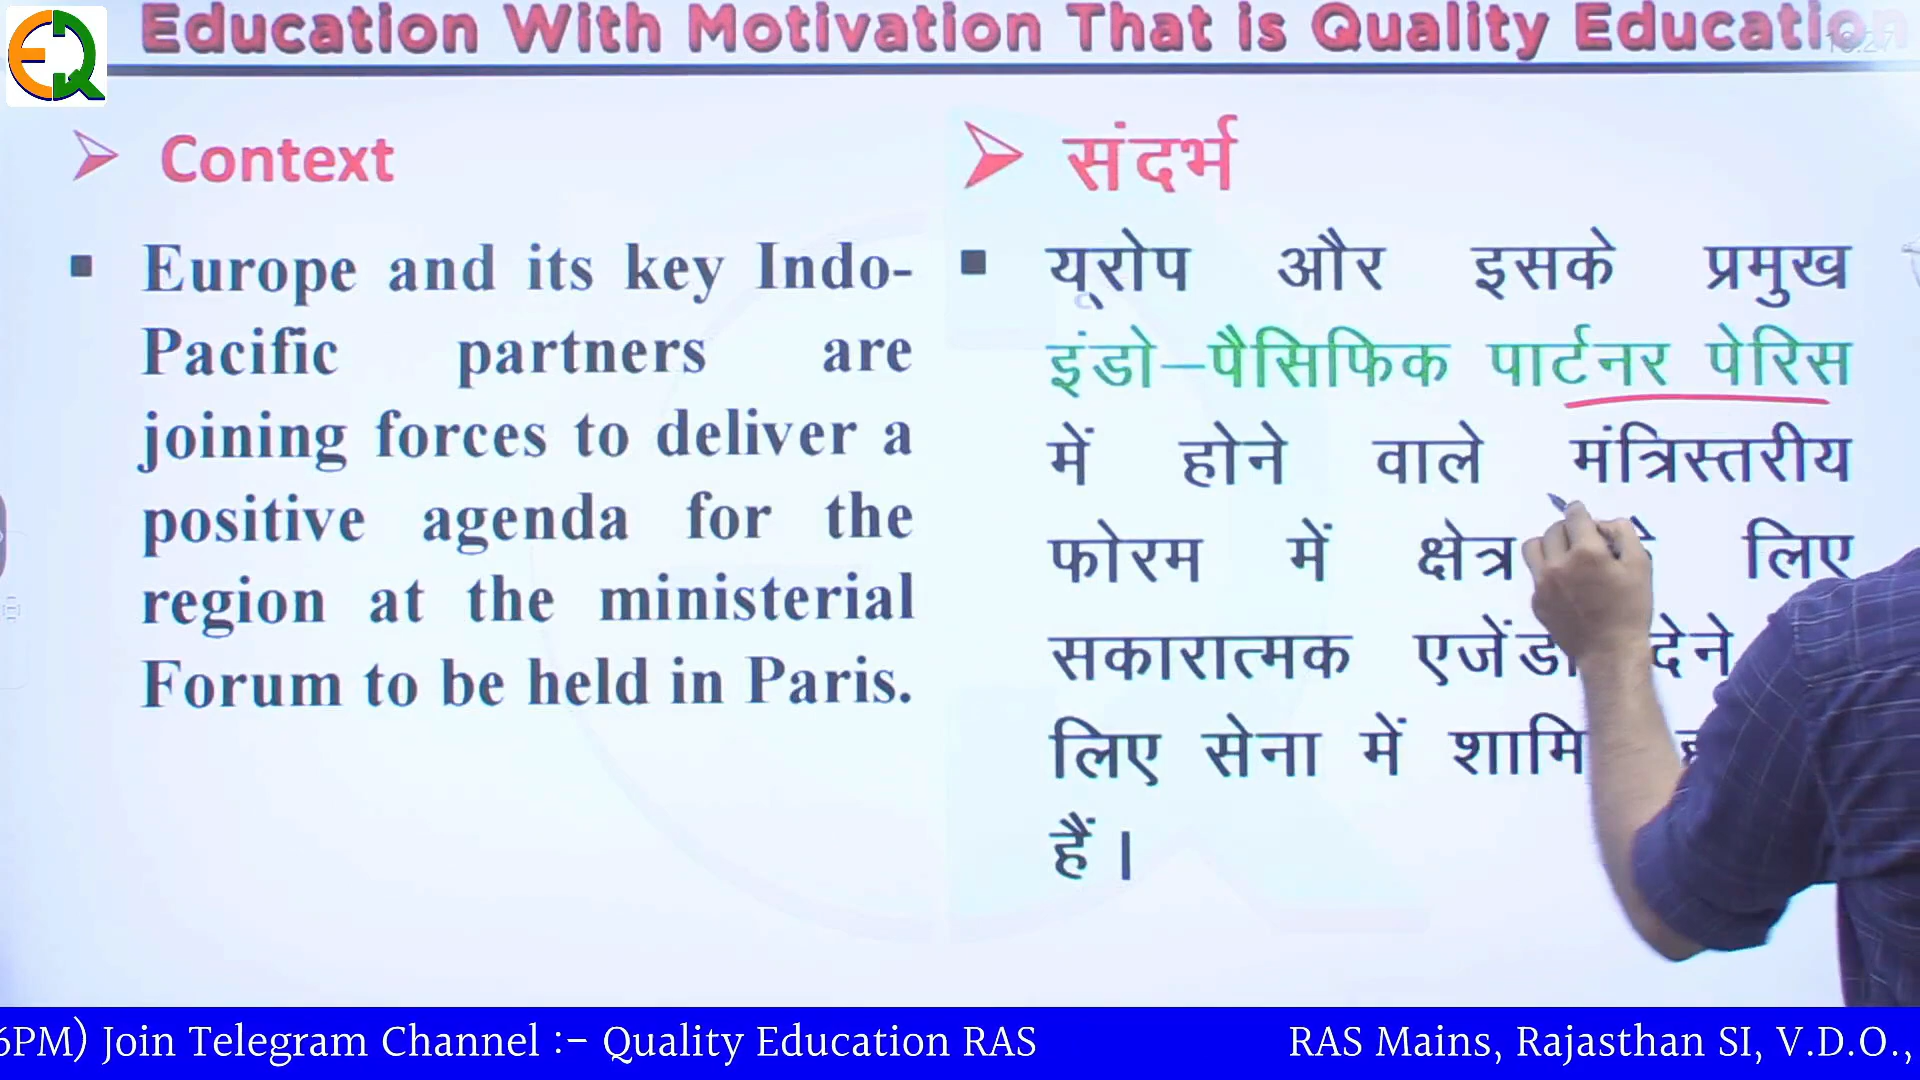 Education With Motivation That is Quality Education
EQ
Context
Europe and its key Indo-
Pacific partners are
joining forces to deliver a
positive agenda for the
region at the ministerial
Forum to be held in Paris.
संदर्भ
यूरोप और इसके प्रमुख
इंडो–पैसिफिक पार्टनर पेरिस
में होने वाले मंत्रिस्तरीय
फोरम में क्षेत्र लिए
सकारात्मक एजेंडा देने
लिए सेना में
हैं।
6PM) Join Telegram Channel :- Quality Education RAS RAS Mains, Rajasthan SI, V.D.O.,